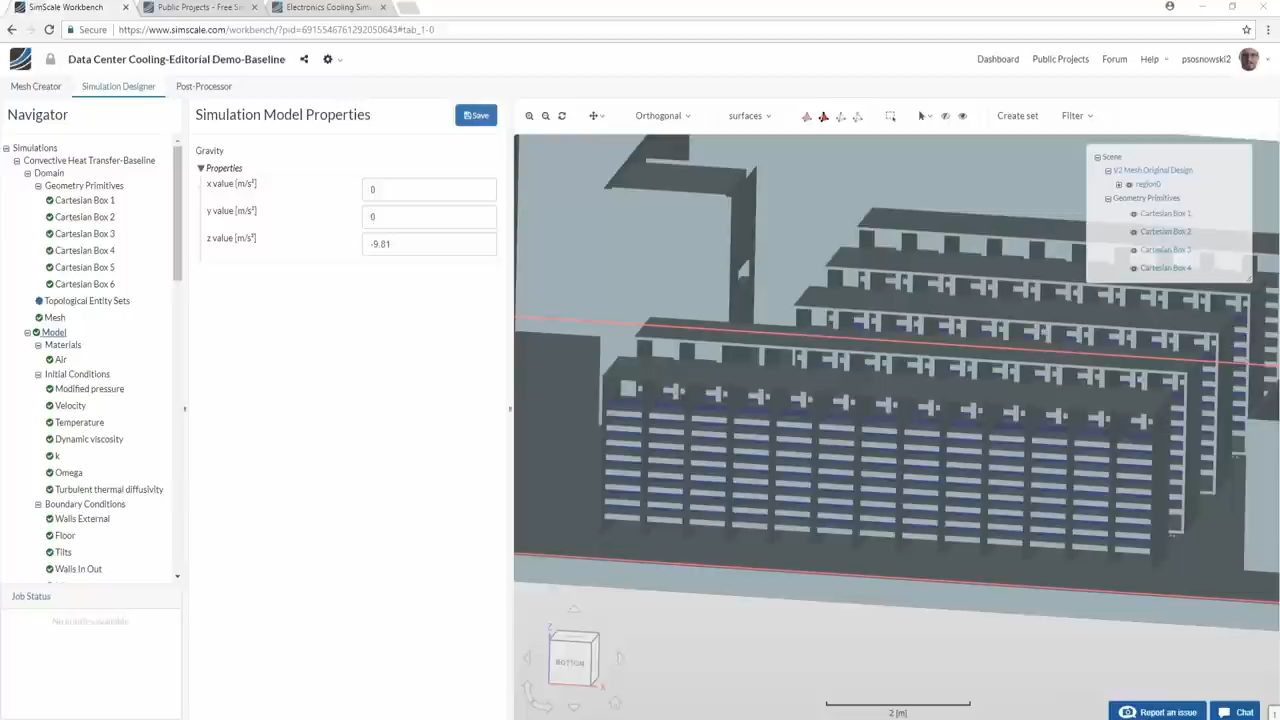 SimScale Workbench
Public Projects - Free Sim
Electronics Cooling Simu
Secure
https://www.simscale.com/workbench/?pid=6915546761292050643#tab_1-0
Data Center Cooling-Editorial Demo-Baseline
Dashboard
Public Projects
Forum
Help
psosnowski2
Mesh Creator
Simulation Designer
Post-Processor
Navigator
Simulations
Convective Heat Transfer-Baseline
Domain
Geometry Primitives
Cartesian Box 1
Cartesian Box 2
Cartesian Box 3
Cartesian Box 4
Cartesian Box 5
Cartesian Box 6
Topological Entity Sets
Mesh
Model
Materials
Air
Initial Conditions
Modified pressure
Velocity
Temperature
Dynamic viscosity
k
Omega
Turbulent thermal diffusivity
Boundary Conditions
Walls External
Floor
Tilts
Walls In Out
Job Status
Simulation Model Properties
Save
Gravity
Properties
x value [m/s²]
0
y value [m/s²]
0
z value [m/s²]
-9.81
Orthogonal
surfaces
Create set
Filter
Scene
V2 Mesh Original Design
region0
Geometry Primitives
Cartesian Box 1
Cartesian Box 2
Cartesian Box 3
Cartesian Box 4
Z
BOTTOM
X
2 [m]
Report an issue
Chat